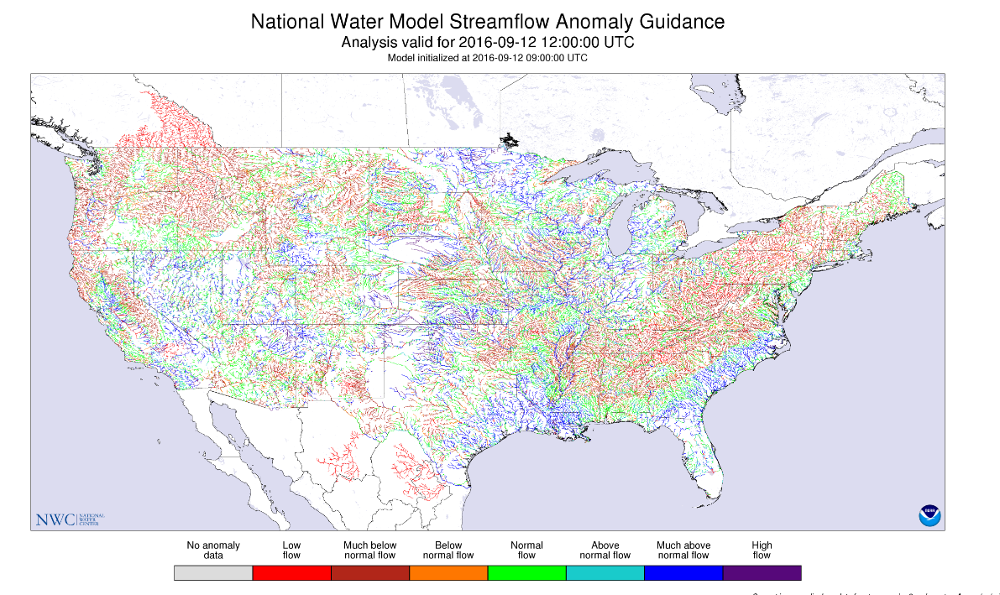 National Water Model Streamflow Anomaly Guidance
Analysis valid for 2016-09-12 12:00:00 UTC
Model initialized at 2016-09-12 09:00:00 UTC
NWC
NATIONAL
WATER
CENTER
noaa
No anomaly
data
Low
flow
Much below
normal flow
Below
normal flow
Normal
flow
Above
normal flow
Much above
normal flow
High
flow